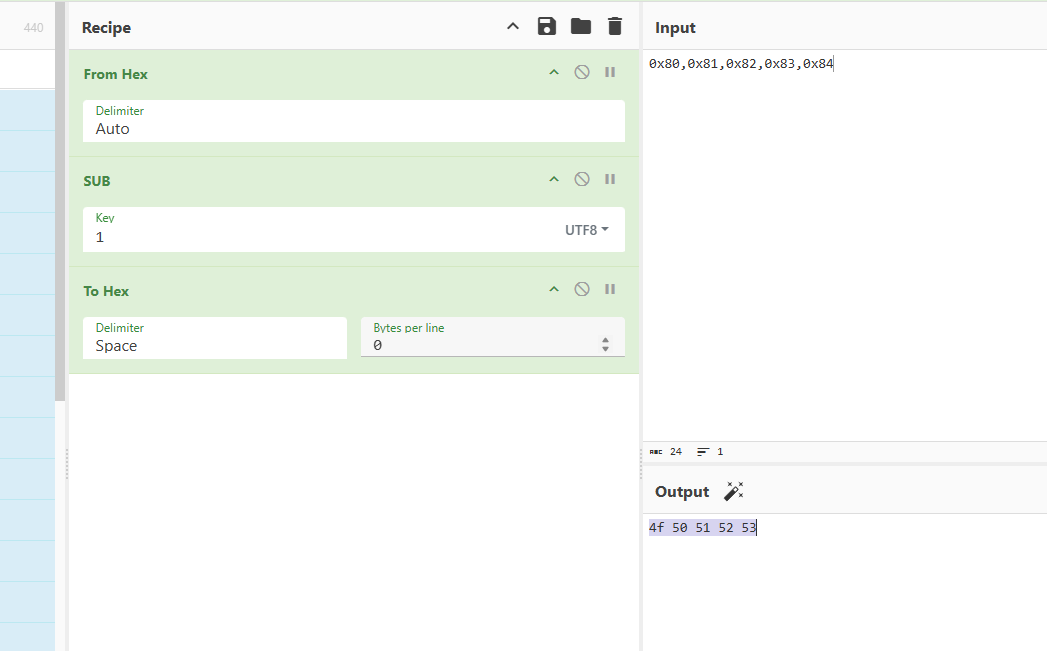 440
Recipe
From Hex
Delimiter
Auto
SUB
Key
1
UTF8
To Hex
Delimiter
Space
Bytes per line
0
Input
0x80,0x81,0x82,0x83,0x84
ABC 24 1
Output
4f 50 51 52 53